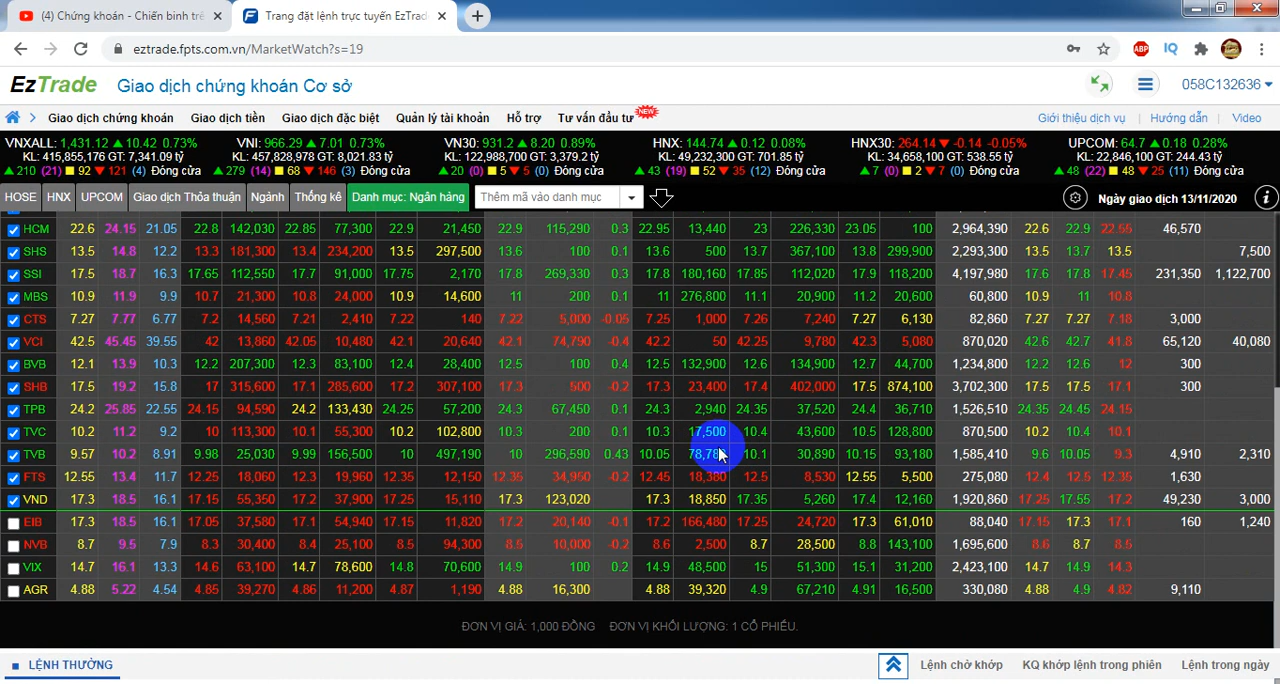 (4) Chứng khoán - Chiến binh trẻ
Trang đặt lệnh trực tuyến EzTrad
eztrade.fpts.com.vn/MarketWatch?s=19
ABP IQ
EzTrade Giao dịch chứng khoán Cơ sở 058C132636
Giao dịch chứng khoán Giao dịch tiền Giao dịch đặc biệt Quản lý tài khoản Hỗ trợ Tư vấn đầu tư NEW Giới thiệu dịch vụ | Hướng dẫn | Video
VNXALL: 1,431.12 ▲ 10.42 0.73% VNI: 966.29 ▲ 7.01 0.73% VN30: 931.2 ▲ 8.20 0.89% HNX: 144.74 ▲ 0.12 0.08% HNX30: 264.14 ▼ -0.14 -0.05% UPCOM: 64.7 ▲ 0.18 0.28%
KL: 415,855,176 GT: 7,341.09 tỷ KL: 457,828,978 GT: 8,021.83 tỷ KL: 122,988,700 GT: 3,379.2 tỷ KL: 49,232,300 GT: 701.85 tỷ KL: 34,658,100 GT: 538.55 tỷ KL: 22,846,100 GT: 244.43 tỷ
▲ 210 (21) ■ 92 ▼ 121 (4) Đóng cửa ▲ 279 (14) ■ 68 ▼ 146 (3) Đóng cửa ▲ 20 (0) ■ 5 ▼ 5 (0) Đóng cửa ▲ 43 (19) ■ 52 ▼ 35 (12) Đóng cửa ▲ 7 (0) ■ 2 ▼ 7 (0) Đóng cửa ▲ 48 (22) ■ 48 ▼ 25 (11) Đóng cửa
HOSE HNX UPCOM Giao dịch Thỏa thuận Ngành Thống kê Danh mục: Ngân hàng Thêm mã vào danh mục Ngày giao dịch 13/11/2020
HCM 22.6 24.15 21.05 22.8 142,030 22.85 77,300 22.9 21,450 22.9 115,290 0.3 22.95 13,440 23 226,330 23.05 100 2,964,390 22.6 22.9 22.55 46,570
SHS 13.5 14.8 12.2 13.3 181,300 13.4 234,200 13.5 297,500 13.6 100 0.1 13.6 500 13.7 367,100 13.8 299,900 2,293,300 13.5 13.7 13.5 7,500
SSI 17.5 18.7 16.3 17.65 112,550 17.7 91,000 17.75 2,170 17.8 269,330 0.3 17.8 180,160 17.85 112,020 17.9 118,200 4,197,980 17.6 17.8 17.45 231,350 1,122,700
MBS 10.9 11.9 9.9 10.7 21,300 10.8 24,000 10.9 14,600 11 200 0.1 11 276,800 11.1 20,900 11.2 20,600 60,800 10.9 11 10.8
CTS 7.27 7.77 6.77 7.2 14,560 7.21 2,410 7.22 140 7.22 5,000 -0.05 7.25 1,000 7.26 7,240 7.27 6,130 82,860 7.27 7.27 7.18 3,000
VCI 42.5 45.45 39.55 42 13,860 42.05 10,480 42.1 20,640 42.1 74,790 -0.4 42.2 50 42.25 9,780 42.3 5,080 870,020 42.6 42.7 41.8 65,120 40,080
BVB 12.1 13.9 10.3 12.2 207,300 12.3 83,100 12.4 28,400 12.5 100 0.4 12.5 132,900 12.6 134,900 12.7 44,700 1,234,800 12.2 12.6 12 300
SHB 17.5 19.2 15.8 17 315,600 17.1 285,600 17.2 307,100 17.3 500 -0.2 17.3 23,400 17.4 402,000 17.5 874,100 3,702,300 17.5 17.5 17.1 300
TPB 24.2 25.85 22.55 24.15 94,590 24.2 133,430 24.25 57,200 24.3 67,450 0.1 24.3 2,940 24.35 37,520 24.4 36,710 1,526,510 24.35 24.45 24.15
TVC 10.2 11.2 9.2 10 113,300 10.1 55,300 10.2 102,800 10.3 200 0.1 10.3 17,500 10.4 43,600 10.5 128,800 870,500 10.2 10.4 10.1
TVB 9.57 10.2 8.91 9.98 25,030 9.99 156,500 10 497,190 10 296,590 0.43 10.05 10.1 30,890 10.15 93,180 1,585,410 9.6 10.05 9.3 4,910 2,310
FTS 12.55 13.4 11.7 12.25 18,060 12.3 19,960 12.35 12,150 12.35 34,950 -0.2 12.45 18,380 12.5 8,530 12.55 5,500 275,080 12.4 12.5 12.35 1,630
VND 17.3 18.5 16.1 17.15 55,350 17.2 37,900 17.25 15,110 17.3 123,020 17.3 18,850 17.35 5,260 17.4 12,160 1,920,860 17.25 17.55 17.2 49,230 3,000
EIB 17.3 18.5 16.1 17.05 37,580 17.1 54,940 17.15 11,820 17.2 20,140 -0.1 17.2 166,480 17.25 24,720 17.3 61,010 88,040 17.15 17.3 17.1 160 1,240
NVB 8.7 9.5 7.9 8.3 30,400 8.4 25,100 8.5 94,300 8.5 10,000 -0.2 8.6 2,500 8.7 28,500 8.8 143,100 1,695,600 8.6 8.7 8.5
VIX 14.7 16.1 13.3 14.6 63,100 14.7 78,600 14.8 70,600 14.9 100 0.2 14.9 48,500 15 51,300 15.1 31,200 2,423,100 14.7 14.9 14.3
AGR 4.88 5.22 4.54 4.85 39,270 4.86 11,200 4.87 1,190 4.88 16,300 4.88 39,320 4.9 67,210 4.91 16,500 330,080 4.88 4.9 4.82 9,110
ĐƠN VỊ GIÁ: 1,000 ĐỒNG ĐƠN VỊ KHỐI LƯỢNG: 1 CỔ PHIẾU.
LỆNH THƯỜNG Lệnh chờ khớp KQ khớp lệnh trong phiên Lệnh trong ngày